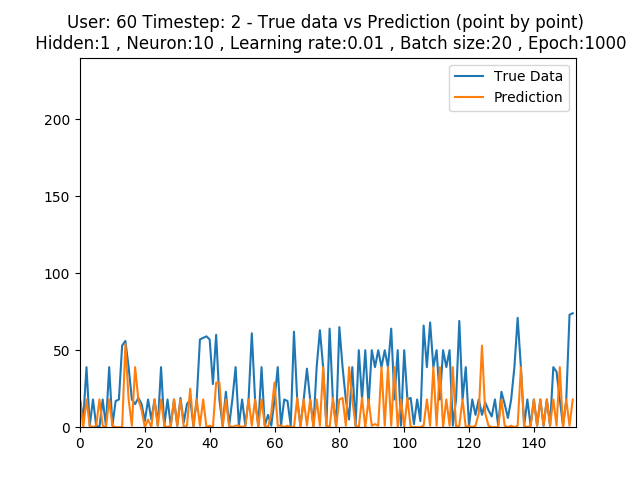 User: 60 Timestep: 2 - True data vs Prediction (point by point)
Hidden:1 , Neuron:10 , Learning rate:0.01 , Batch size:20 , Epoch:1000
True Data
Prediction
200
150
100
50
0
0 20 40 60 80 100 120 140